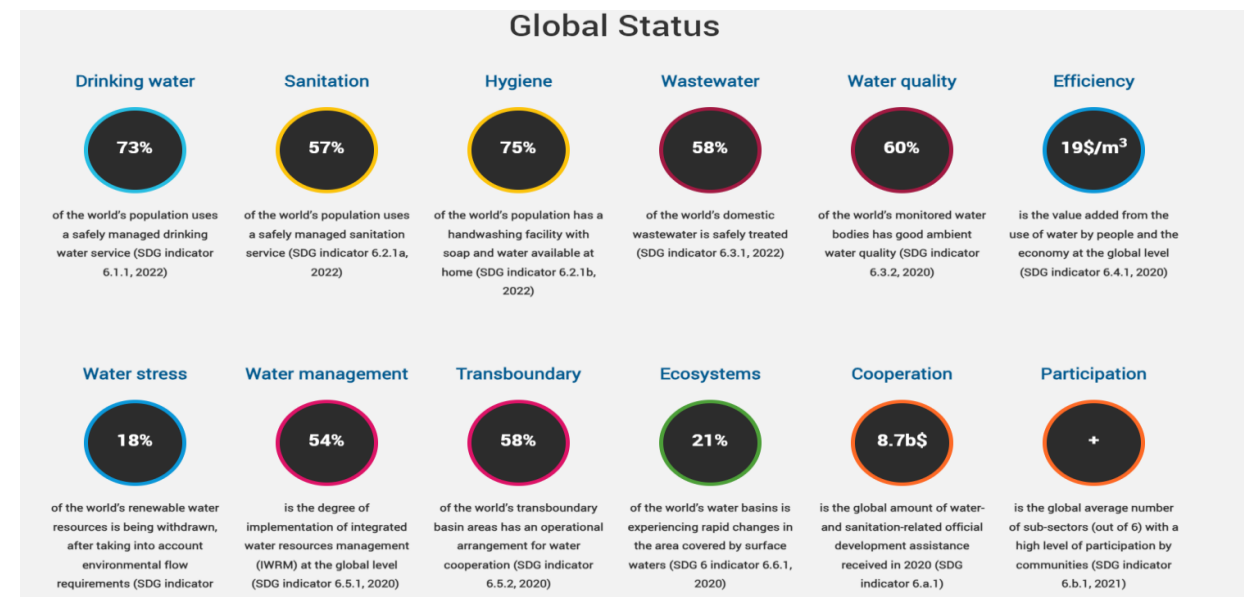 Global Status
Drinking water
73%
of the world's population uses
a safely managed drinking
water service (SDG indicator
6.1.1, 2022)
Sanitation
57%
of the world's population uses
a safely managed sanitation
service (SDG indicator 6.2.1a,
2022)
Hygiene
75%
of the world's population has a
handwashing facility with
soap and water available at
home (SDG indicator 6.2.1b,
2022)
Wastewater
58%
of the world's domestic
wastewater is safely treated
(SDG indicator 6.3.1, 2022)
Water quality
60%
of the world's monitored water
bodies has good ambient
water quality (SDG indicator
6.3.2, 2020)
Efficiency
19$/m³
is the value added from the
use of water by people and the
economy at the global level
(SDG indicator 6.4.1, 2020)
Water stress
18%
of the world's renewable water
resources is being withdrawn,
after taking into account
environmental flow
requirements (SDG indicator
Water management
54%
is the degree of
implementation of integrated
water resources management
(IWRM) at the global level
(SDG indicator 6.5.1, 2020)
Transboundary
58%
of the world's transboundary
basin areas has an operational
arrangement for water
cooperation (SDG indicator
6.5.2, 2020)
Ecosystems
21%
of the world's water basins is
experiencing rapid changes in
the area covered by surface
waters (SDG 6 indicator 6.6.1,
2020)
Cooperation
8.7b$
is the global amount of water-
and sanitation-related official
development assistance
received in 2020 (SDG
indicator 6.a.1)
Participation
+
is the global average number
of sub-sectors (out of 6) with a
high level of participation by
communities (SDG indicator
6.b.1, 2021)